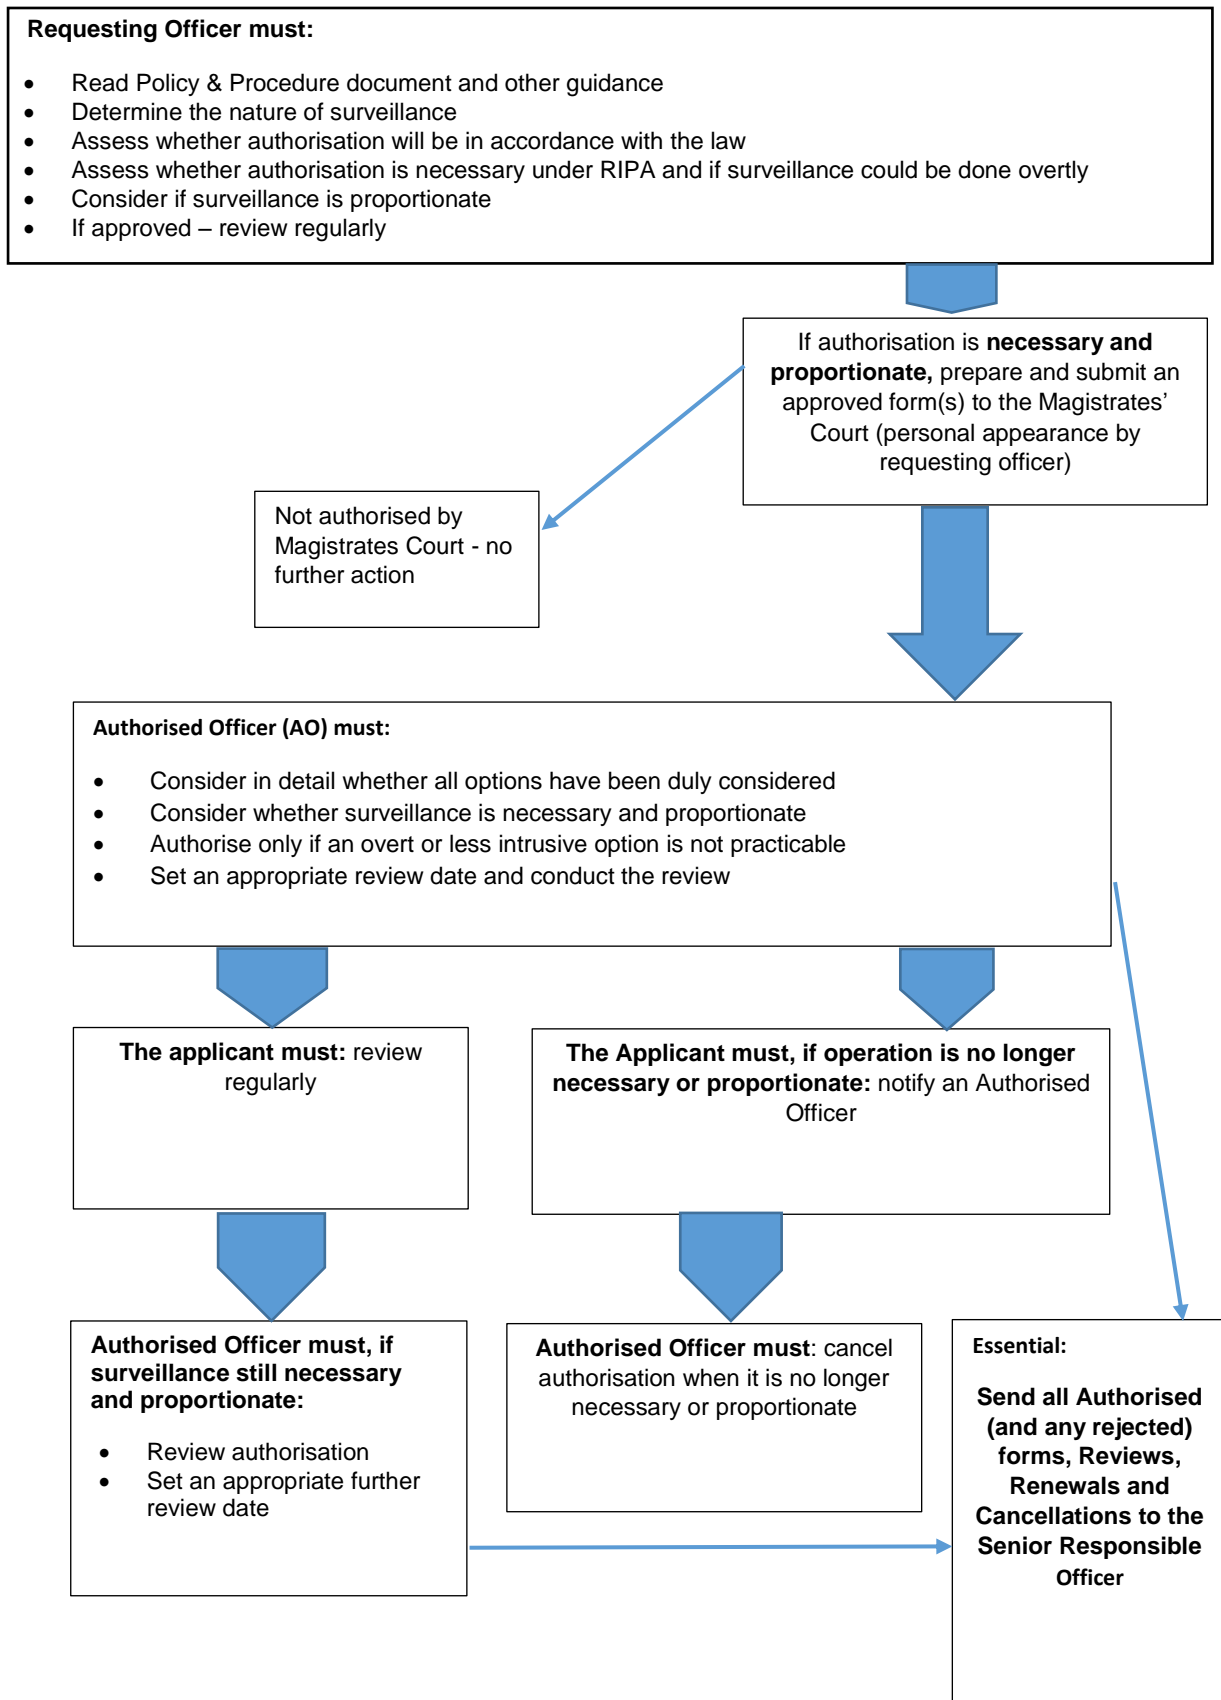 Requesting Officer must:
• Read Policy & Procedure document and other guidance
• Determine the nature of surveillance
• Assess whether authorisation will be in accordance with the law
• Assess whether authorisation is necessary under RIPA and if surveillance could be done overtly
• Consider if surveillance is proportionate
• If approved – review regularly
If authorisation is necessary and
proportionate, prepare and submit an
approved form(s) to the Magistrates’
Court (personal appearance by
requesting officer)
Not authorised by
Magistrates Court - no
further action
Authorised Officer (AO) must:
• Consider in detail whether all options have been duly considered
• Consider whether surveillance is necessary and proportionate
• Authorise only if an overt or less intrusive option is not practicable
• Set an appropriate review date and conduct the review
The applicant must: review
regularly
The Applicant must, if operation is no longer
necessary or proportionate: notify an Authorised
Officer
Authorised Officer must, if
surveillance still necessary
and proportionate:
• Review authorisation
• Set an appropriate further
review date
Authorised Officer must: cancel
authorisation when it is no longer
necessary or proportionate
Essential:
Send all Authorised
(and any rejected)
forms, Reviews,
Renewals and
Cancellations to the
Senior Responsible
Officer